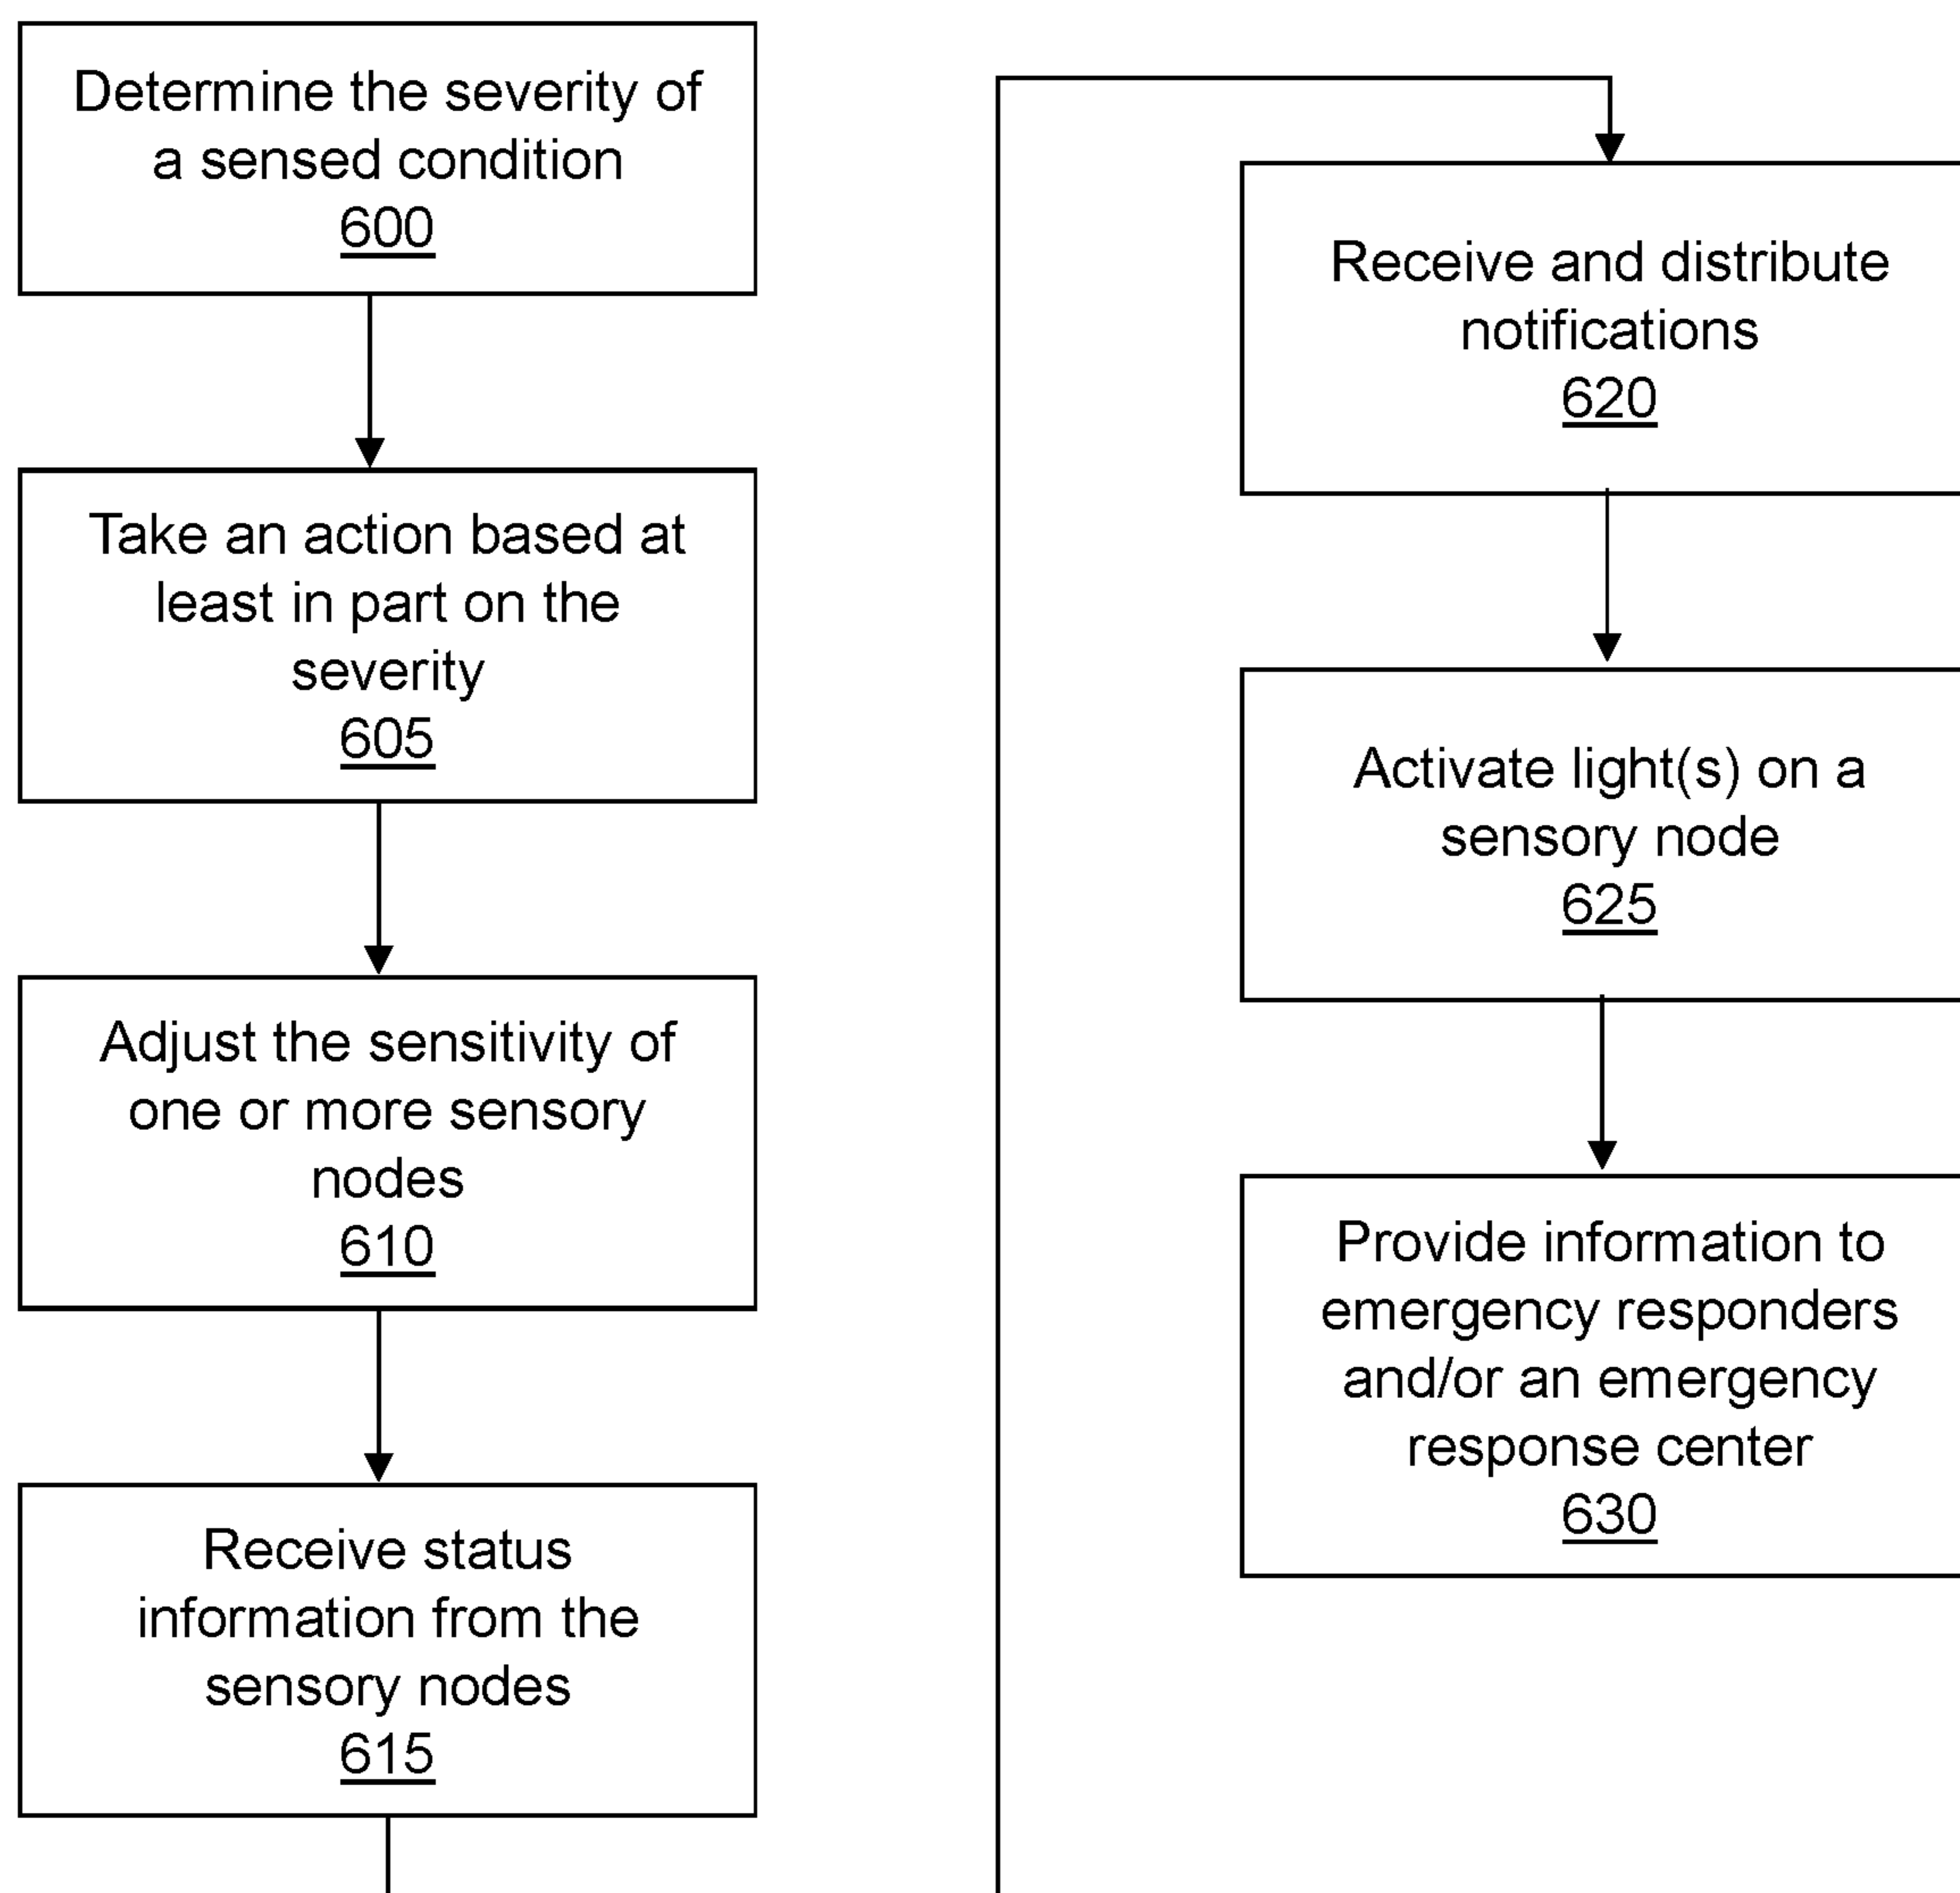 Determine the severity of
a sensed condition
600
Take an action based at
least in part on the
severity
605
Adjust the sensitivity of
one or more sensory
nodes
610
Receive status
information from the
sensory nodes
615
Receive and distribute
notifications
620
Activate light(s) on a
sensory node
625
Provide information to
emergency responders
and/or an emergency
response center
630